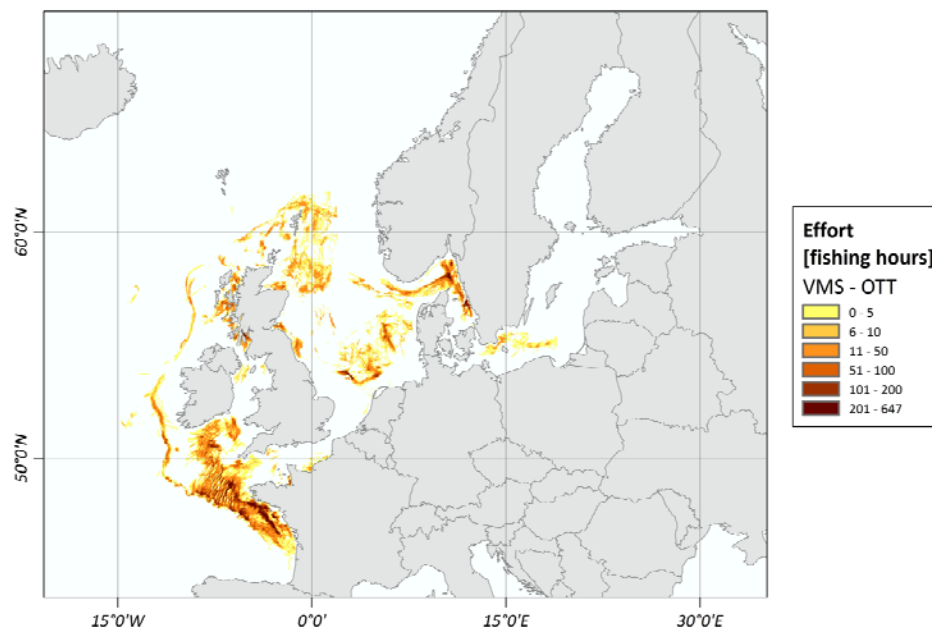 60°0'N
50°0'N
15°0'W
0°0'
15°0'E
30°0'E
Effort
[fishing hours]
VMS - OTT
0 - 5
6 - 10
11 - 50
51 - 100
101 - 200
201 - 647